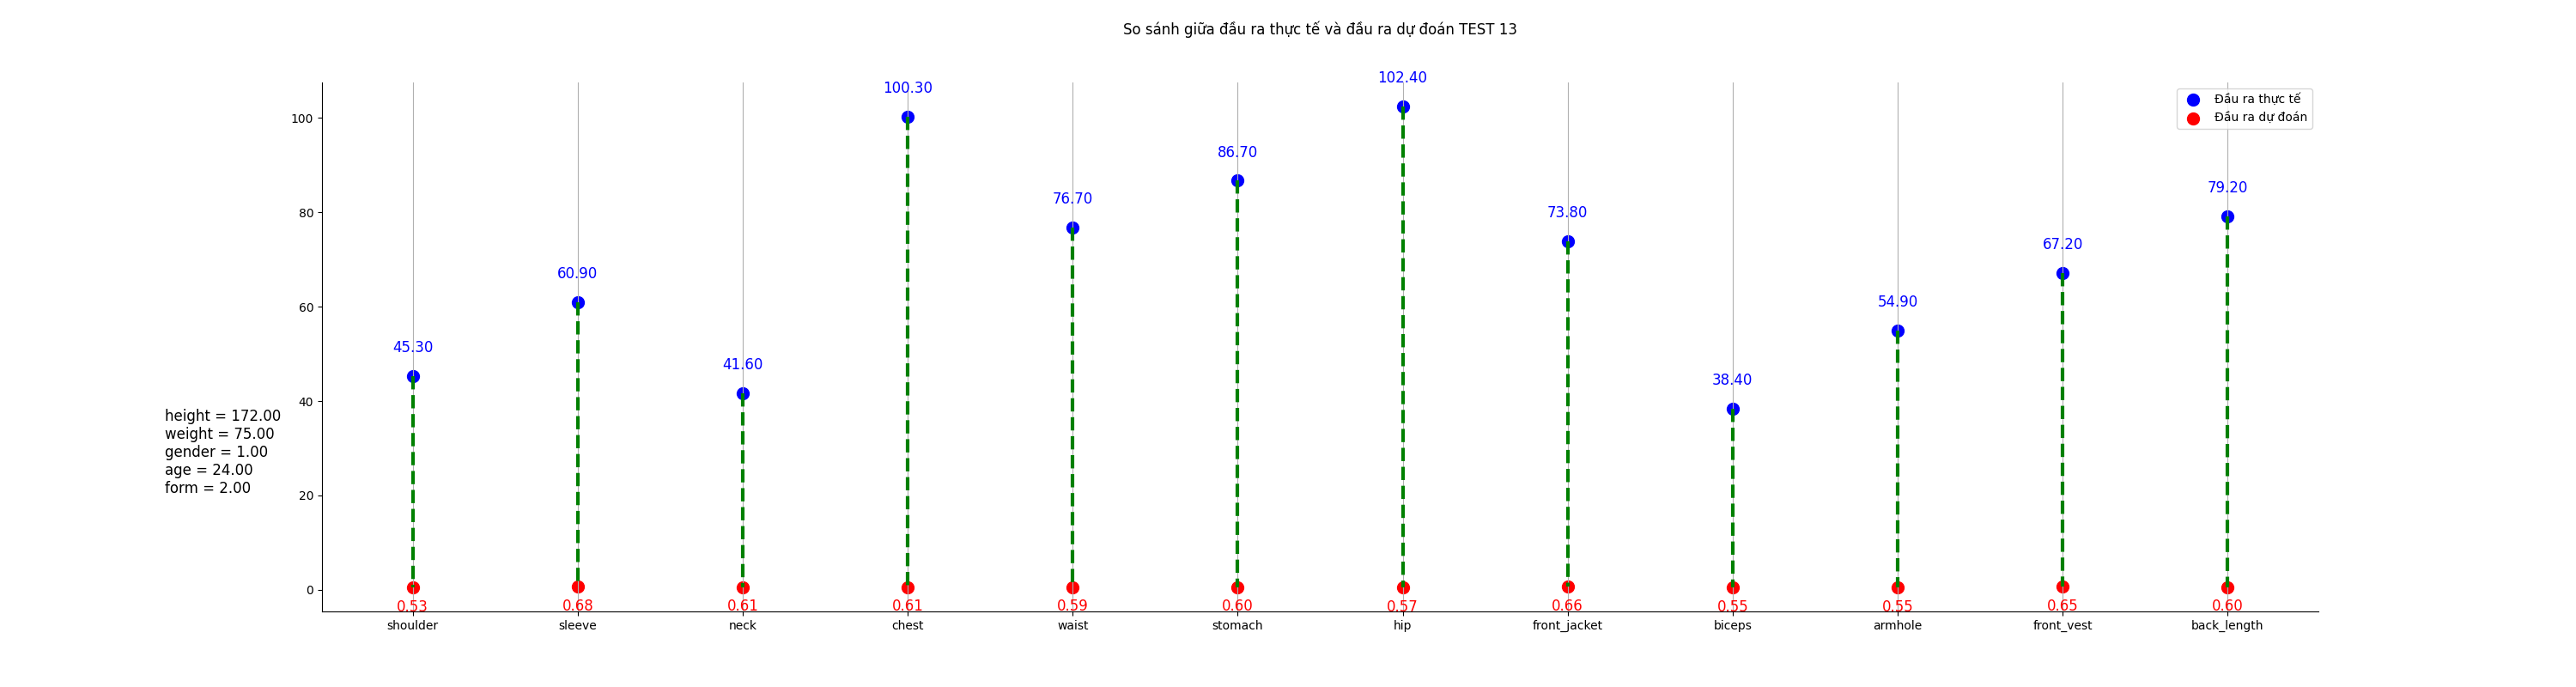 So sánh giữa đầu ra thực tế và đầu ra dự đoán TEST 13
Đầu ra thực tế
Đầu ra dự đoán
100
80
60
40
20
0
45.30
60.90
41.60
100.30
76.70
86.70
102.40
73.80
38.40
54.90
67.20
79.20
height = 172.00
weight = 75.00
gender = 1.00
age = 24.00
form = 2.00
0.53
0.68
0.61
0.61
0.59
0.60
0.57
0.66
0.55
0.55
0.65
0.60
shoulder
sleeve
neck
chest
waist
stomach
hip
front_jacket
biceps
armhole
front_vest
back_length